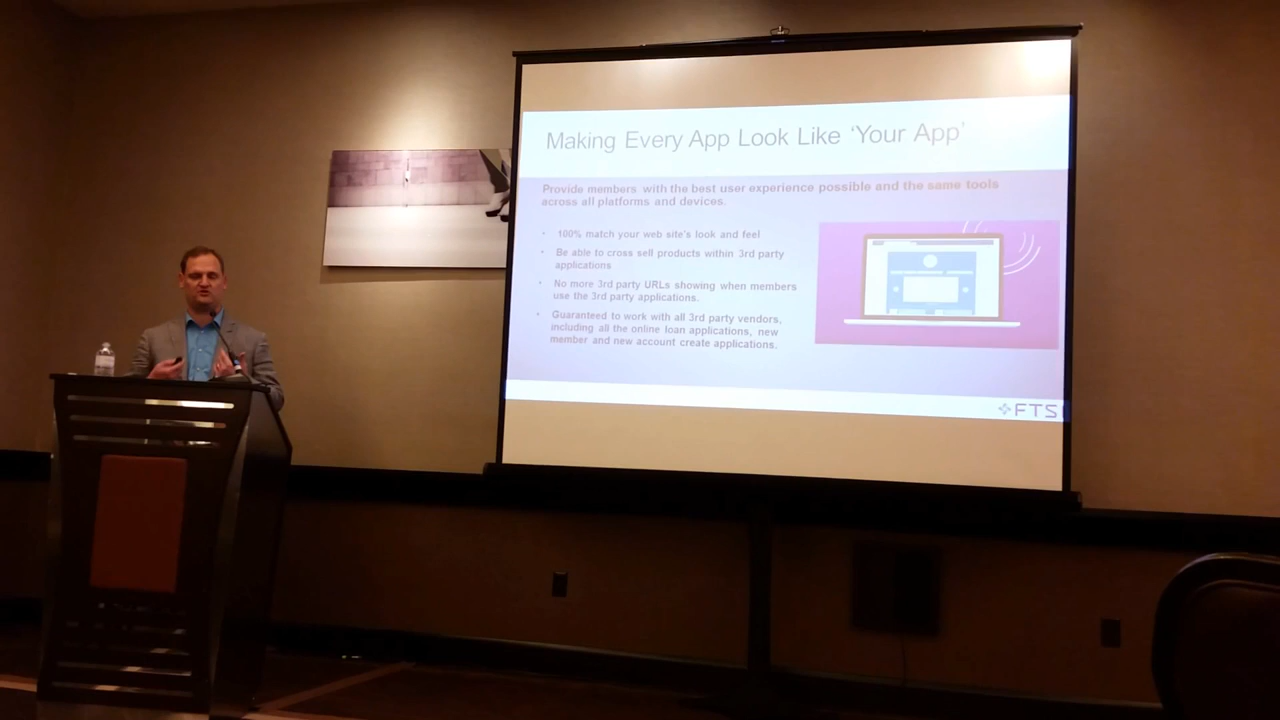 Making Every App Look Like ‘Your App’
Provide members with the best user experience possible and the same tools
across all platforms and devices.
• 100% match your web site's look and feel
• Be able to cross sell products within 3rd party
applications
• No more 3rd party URLs showing when members
use the 3rd party applications.
• Guaranteed to work with all 3rd party vendors,
including all the online loan applications, new
member and new account create applications.
FTSI